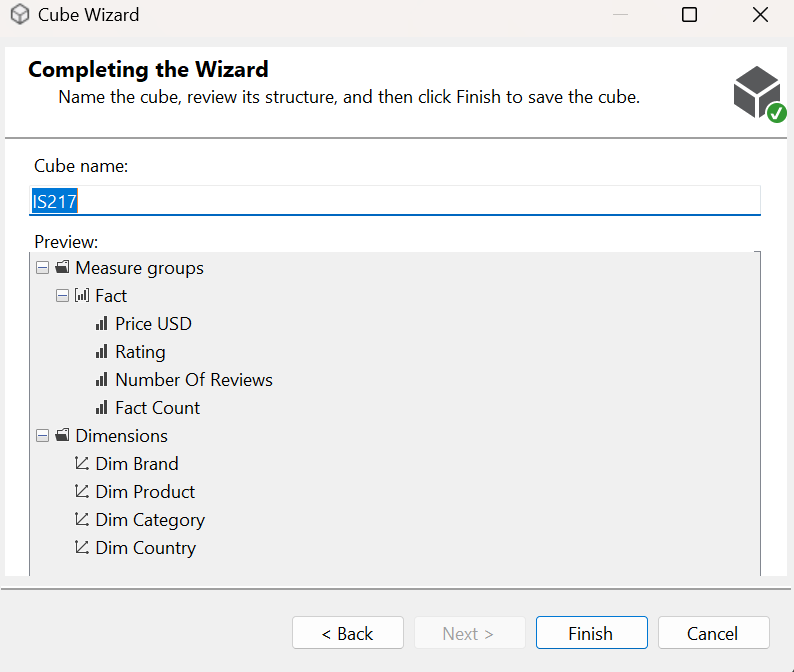 Cube Wizard
Completing the Wizard
Name the cube, review its structure, and then click Finish to save the cube.
Cube name:
IS217
Preview:
Measure groups
Fact
Price USD
Rating
Number Of Reviews
Fact Count
Dimensions
Dim Brand
Dim Product
Dim Category
Dim Country
< Back
Next >
Finish
Cancel